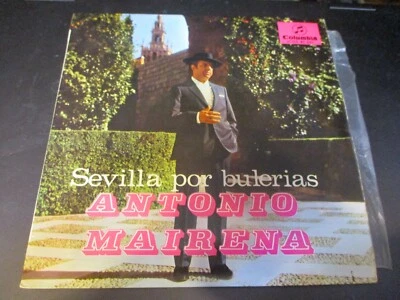 Columbia
Sevilla por bulerias
ANTONIO
MAIRENA